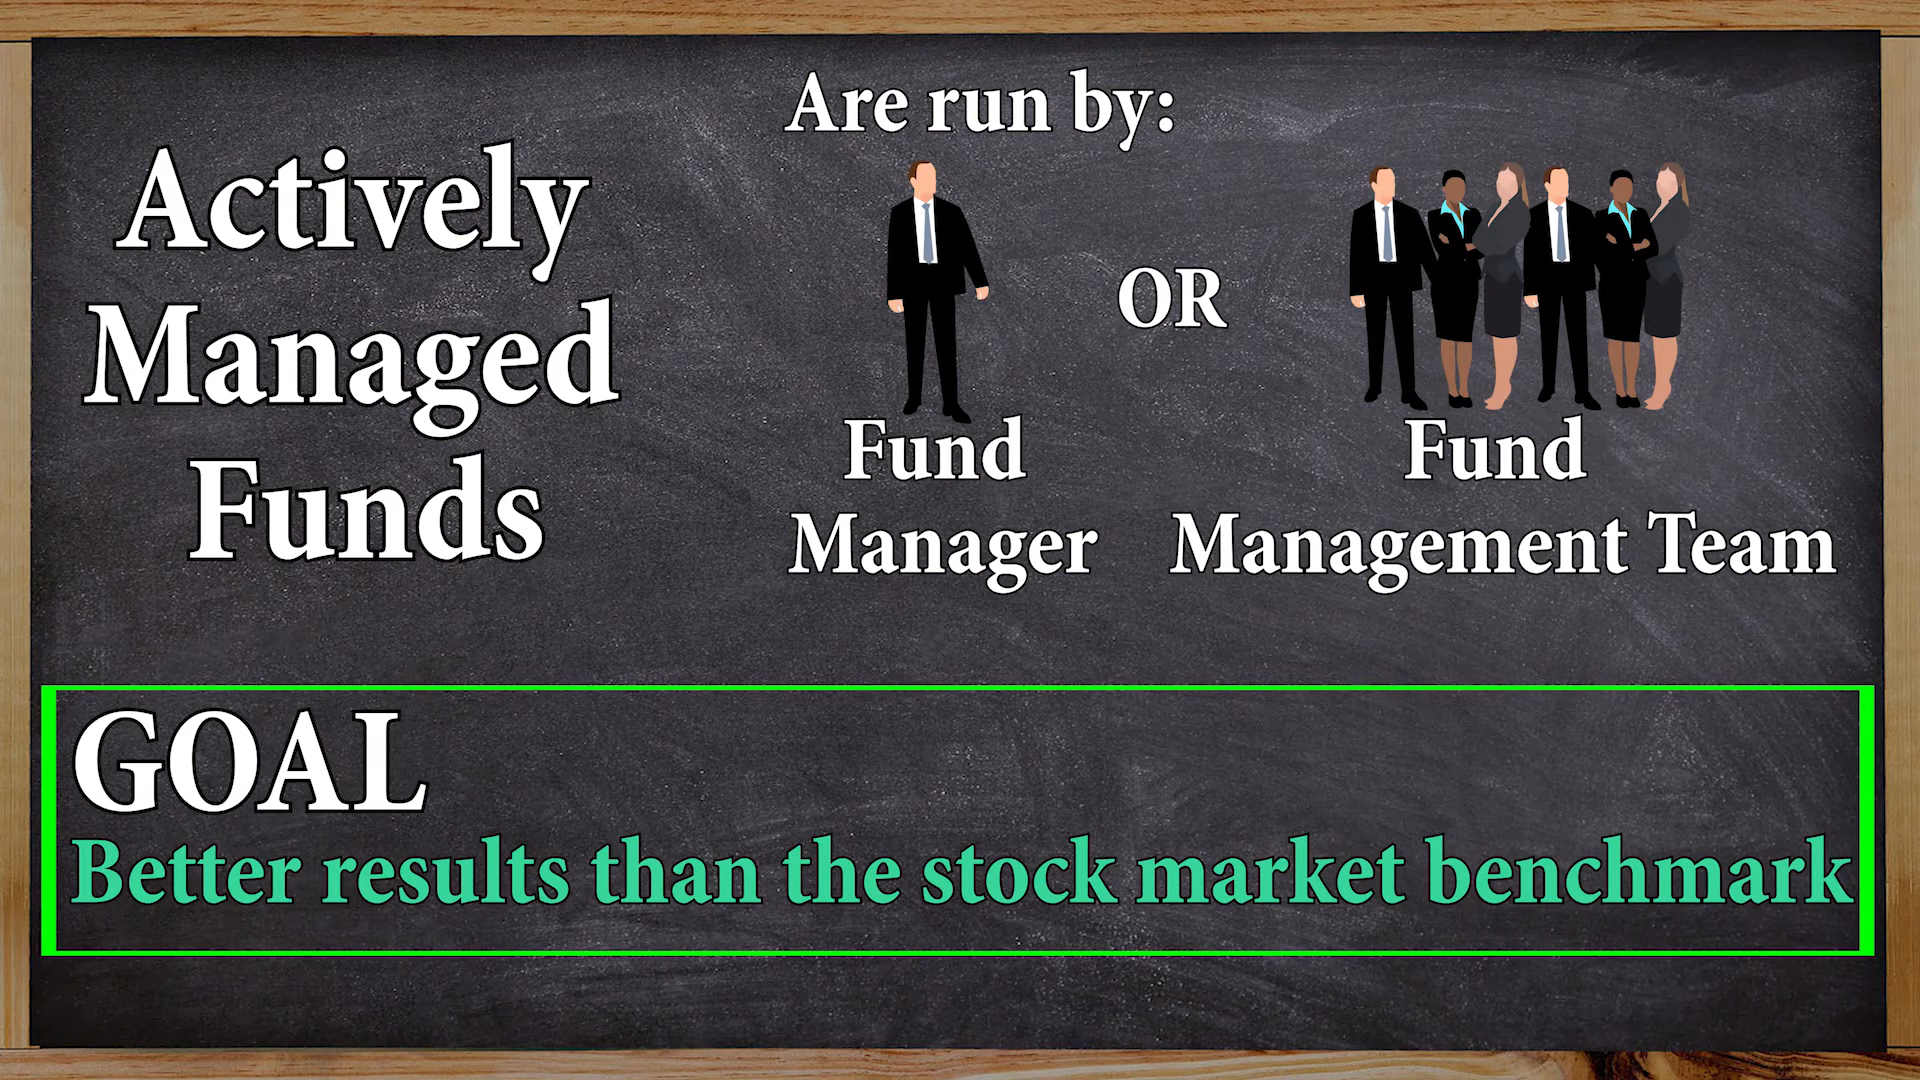 Actively
Managed
Funds
Are run by:
OR
Fund
Manager
Fund
Management Team
GOAL
Better results than the stock market benchmark